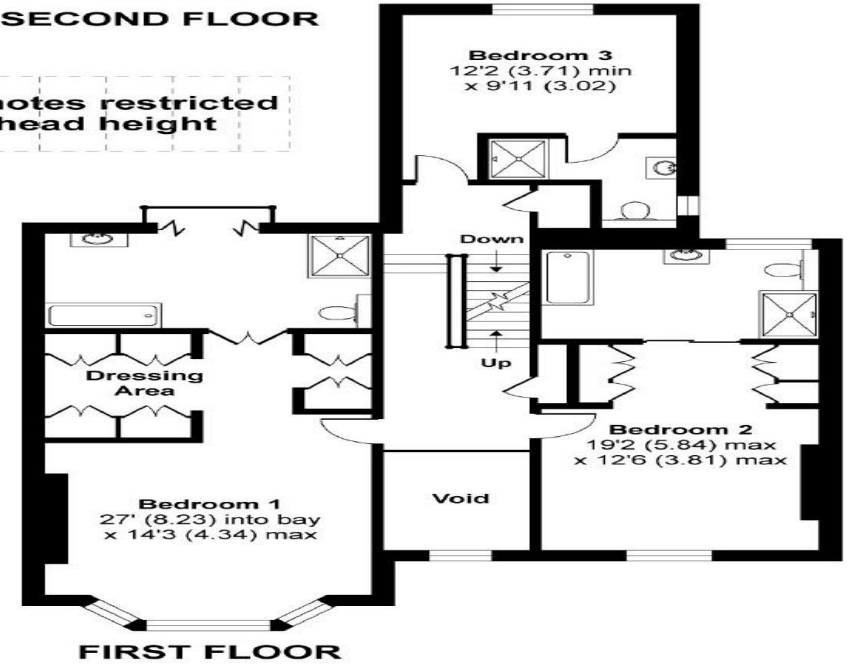 SECOND FLOOR
notes restricted
head height
Bedroom 3
12'2 (3.71) min
x 9'11 (3.02)
Down
Up
Dressing
Area
Bedroom 2
19'2 (5.84) max
x 12'6 (3.81) max
Bedroom 1
27' (8.23) into bay
x 14'3 (4.34) max
Void
FIRST FLOOR